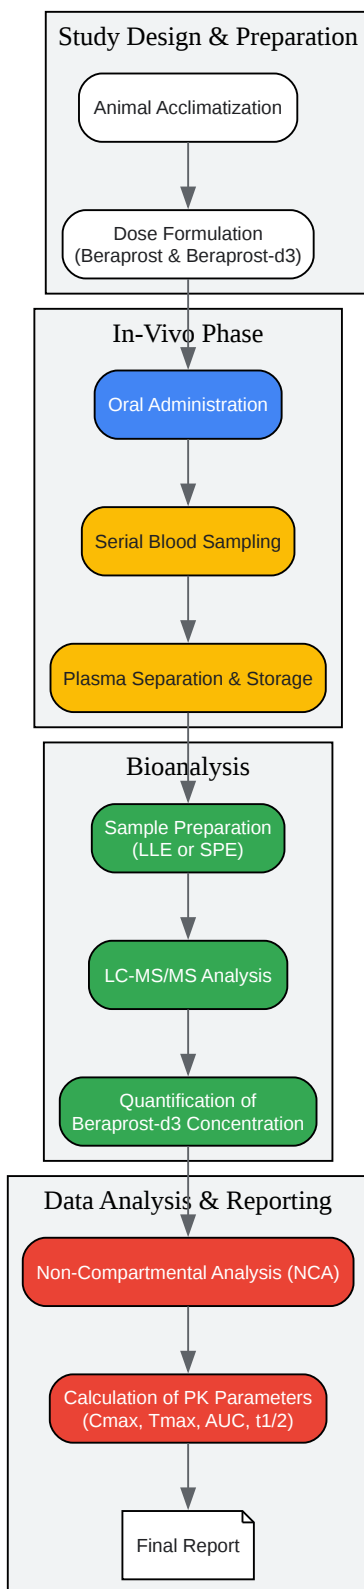 Study Design & Preparation
Animal Acclimatization
Dose Formulation
(Beraprost & Beraprost-d3)
In-Vivo Phase
Oral Administration
Serial Blood Sampling
Plasma Separation & Storage
Bioanalysis
Sample Preparation
(LLE or SPE)
LC-MS/MS Analysis
Quantification of
Beraprost-d3 Concentration
Data Analysis & Reporting
Non-Compartmental Analysis (NCA)
Calculation of PK Parameters
(Cmax, Tmax, AUC, t1/2)
Final Report